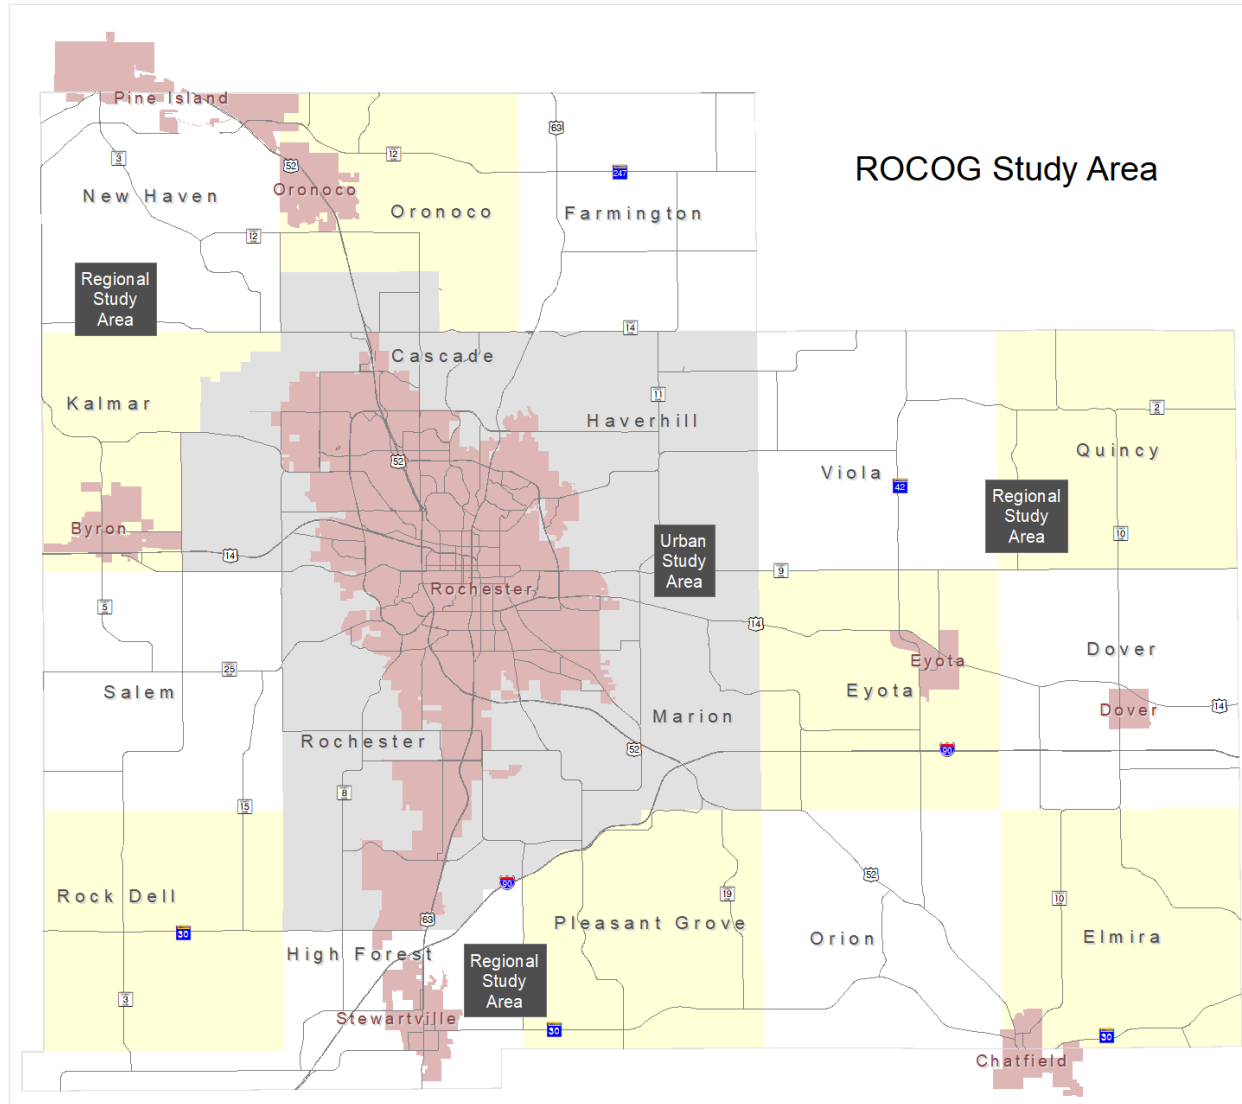 ROCOG Study Area
Pine Island
63
3
52
12
247
New Haven
Oronoco
Oronoco
Farmington
12
Regional
Study
Area
14
Cascade
11
Kalmar
2
Haverhill
Quincy
52
Viola
42
Regional
Study
Area
Byron
14
Urban
Study
Area
10
9
Rochester
5
14
Dover
Eyota
25
Salem
Eyota
Marion
14
Dover
Rochester
52
90
8
15
90
Rock Dell
52
19
10
63
Pleasant Grove
30
Orion
Elmira
High Forest
Regional
Study
Area
3
Stewartville
30
30
Chatfield